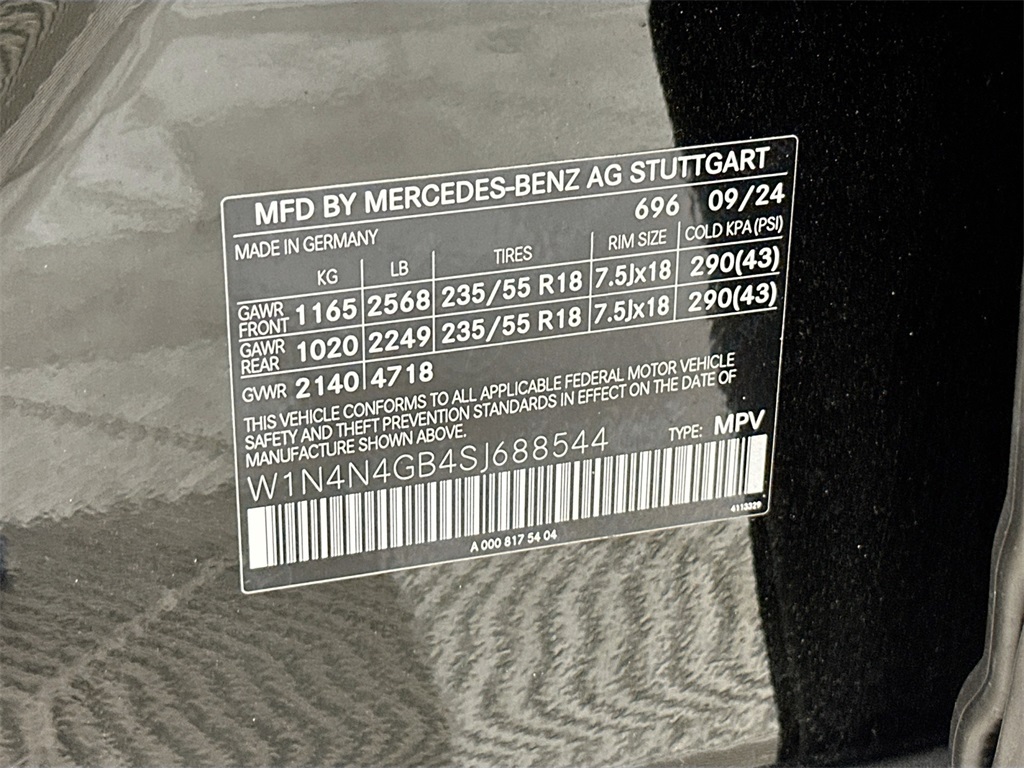 MFD BY MERCEDES-BENZ AG STUTTGART
696 09/24
MADE IN GERMANY
KG LB TIRES RIM SIZE COLD KPA (PSI)
GAWR FRONT 1165 2568 235/55 R18 7.5Jx18 290(43)
GAWR REAR 1020 2249 235/55 R18 7.5Jx18 290(43)
GVWR 2140 4718
THIS VEHICLE CONFORMS TO ALL APPLICABLE FEDERAL MOTOR VEHICLE
SAFETY AND THEFT PREVENTION STANDARDS IN EFFECT ON THE DATE OF
MANUFACTURE SHOWN ABOVE.
W1N4N4GB4SJ688544 TYPE: MPV
4113329
A 000 817 54 04